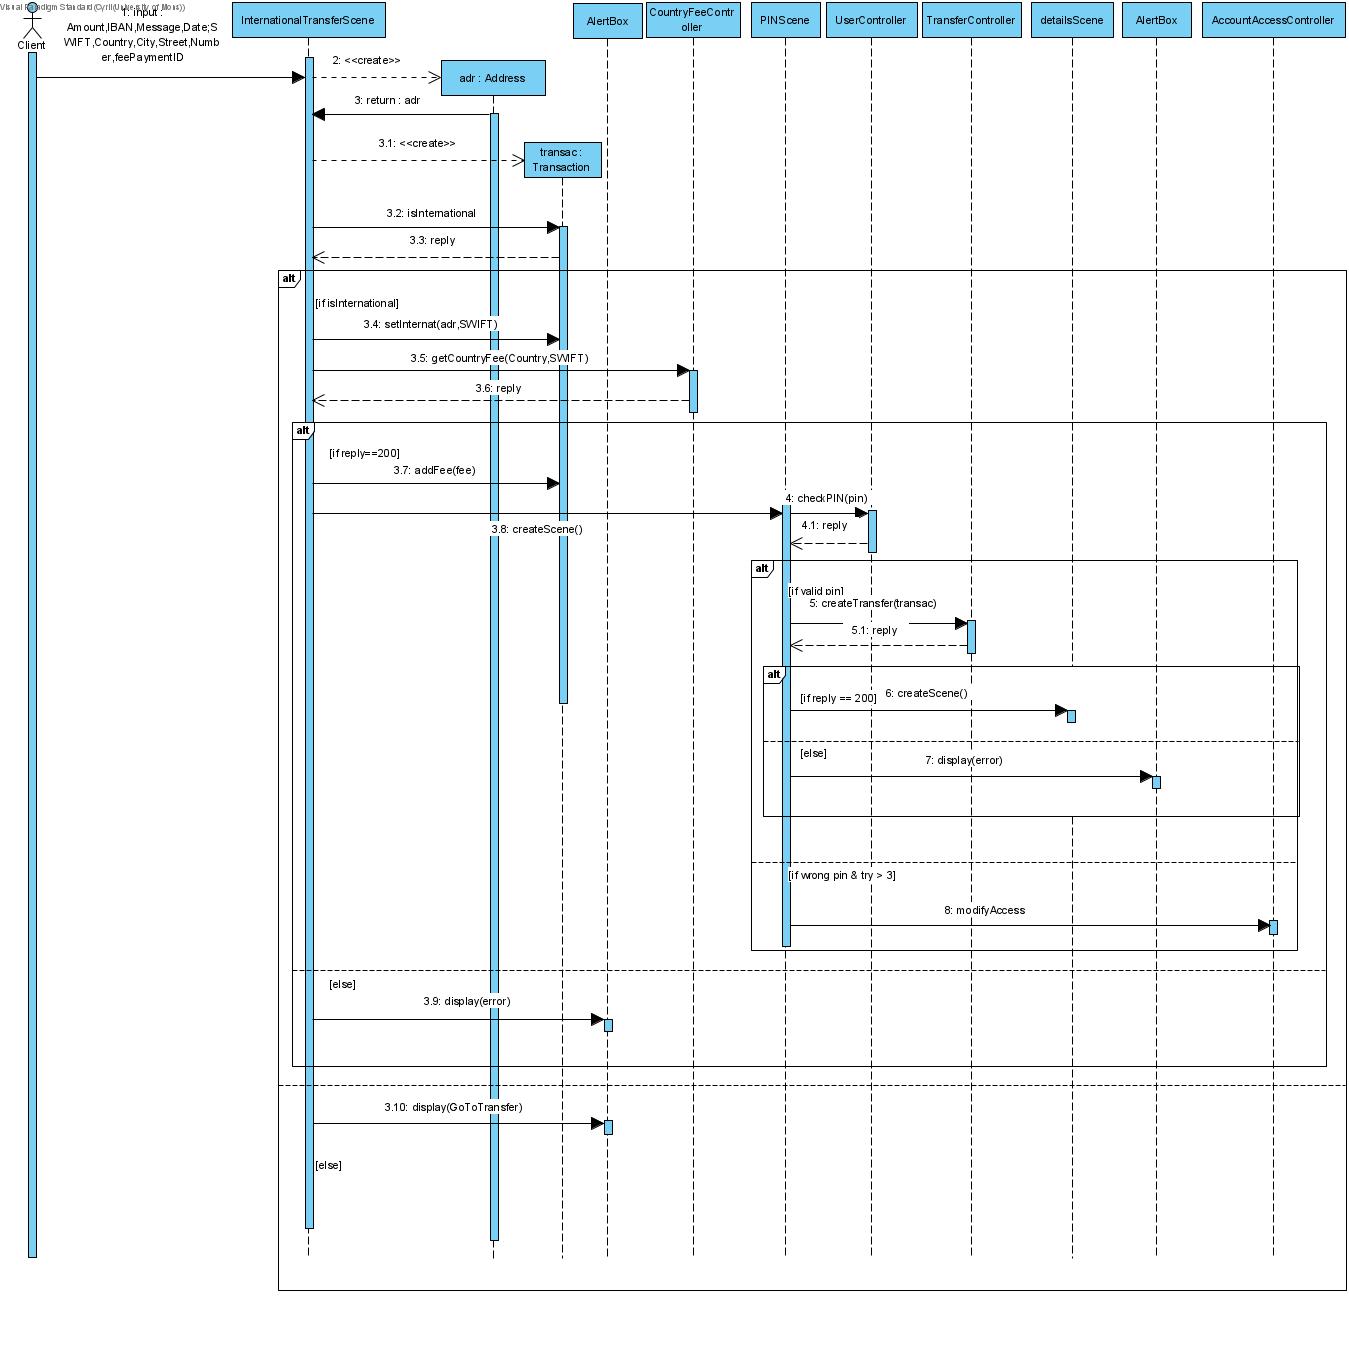 Visual Paradigm Standard(Cyril(University of Mons))
1: input :
Amount,IBAN,Message,Date;S
WIFT,Country,City,Street,Numb
er,feePaymentID
Client
InternationalTransferScene
AlertBox
CountryFeeContr
oller
PINScene
UserController
TransferController
detailsScene
AlertBox
AccountAccessController
2: <<create>>
adr : Address
3: return : adr
3.1: <<create>>
transac :
Transaction
3.2: isInternational
3.3: reply
alt
[if isInternational]
3.4: setInternat(adr,SWIFT)
3.5: getCountryFee(Country,SWIFT)
3.6: reply
alt
[if reply==200]
3.7: addFee(fee)
4: checkPIN(pin)
3.8: createScene()
4.1: reply
alt
[if valid pin]
5: createTransfer(transac)
5.1: reply
alt
[if reply == 200]
6: createScene()
[else]
7: display(error)
[if wrong pin & try > 3]
8: modifyAccess
[else]
3.9: display(error)
3.10: display(GoToTransfer)
[else]